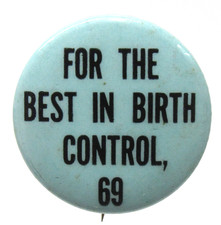 FOR THE
BEST IN BIRTH
CONTROL,
69